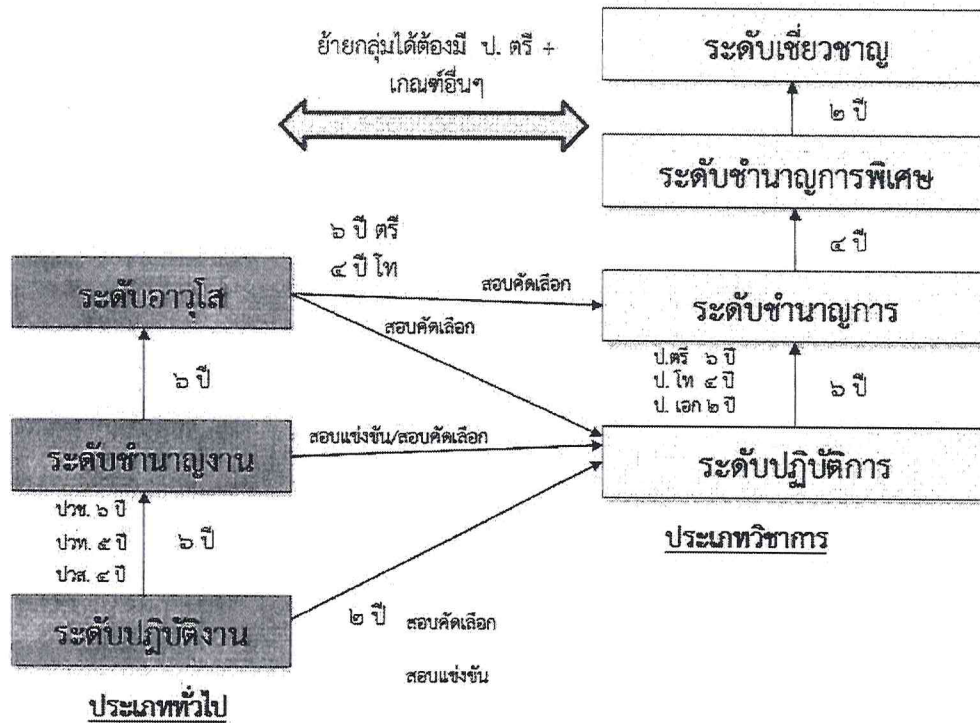 ย้ายกลุ่มได้ต้องมี ป. ตรี +
เกณฑ์อื่นๆ
ระดับเชี่ยวชาญ
๒ ปี
ระดับชำนาญการพิเศษ
๔ ปี
๖ ปี ตรี
๔ ปี โท
ระดับอาวุโส
สอบคัดเลือก
ระดับชำนาญการ
สอบคัดเลือก
๖ ปี
ป.ตรี ๖ ปี
ป. โท ๔ ปี
ป. เอก ๒ ปี
๖ ปี
ระดับชำนาญงาน
สอบแข่งขัน/สอบคัดเลือก
ระดับปฏิบัติการ
ปวช. ๖ ปี
ปวท. ๕ ปี
ปวส. ๔ ปี
๖ ปี
ประเภทวิชาการ
ระดับปฏิบัติงาน
๒ ปี
สอบคัดเลือก
สอบแข่งขัน
ประเภททั่วไป